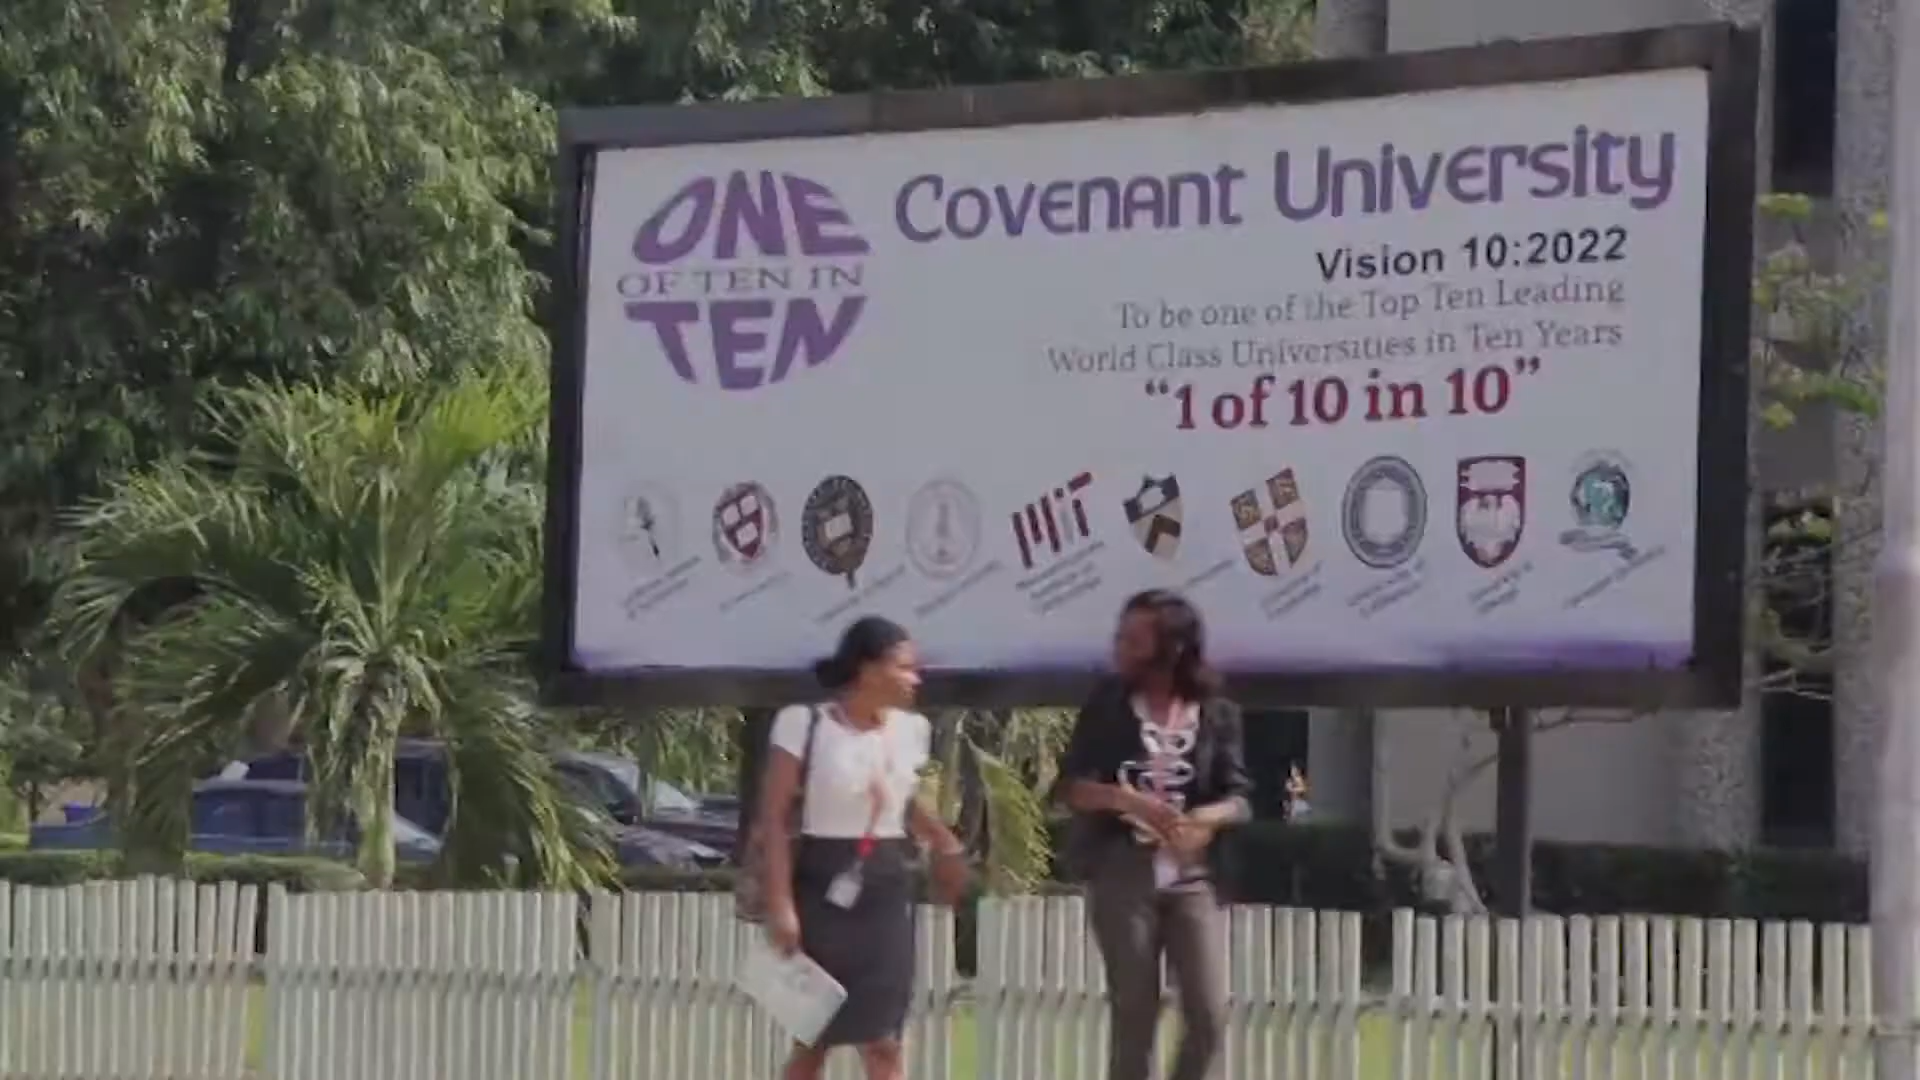 ONE
OF TEN IN
TEN
Covenant University
Vision 10:2022
To be one of the Top Ten Leading
World Class Universities in Ten Years
"1 of 10 in 10"
MIT